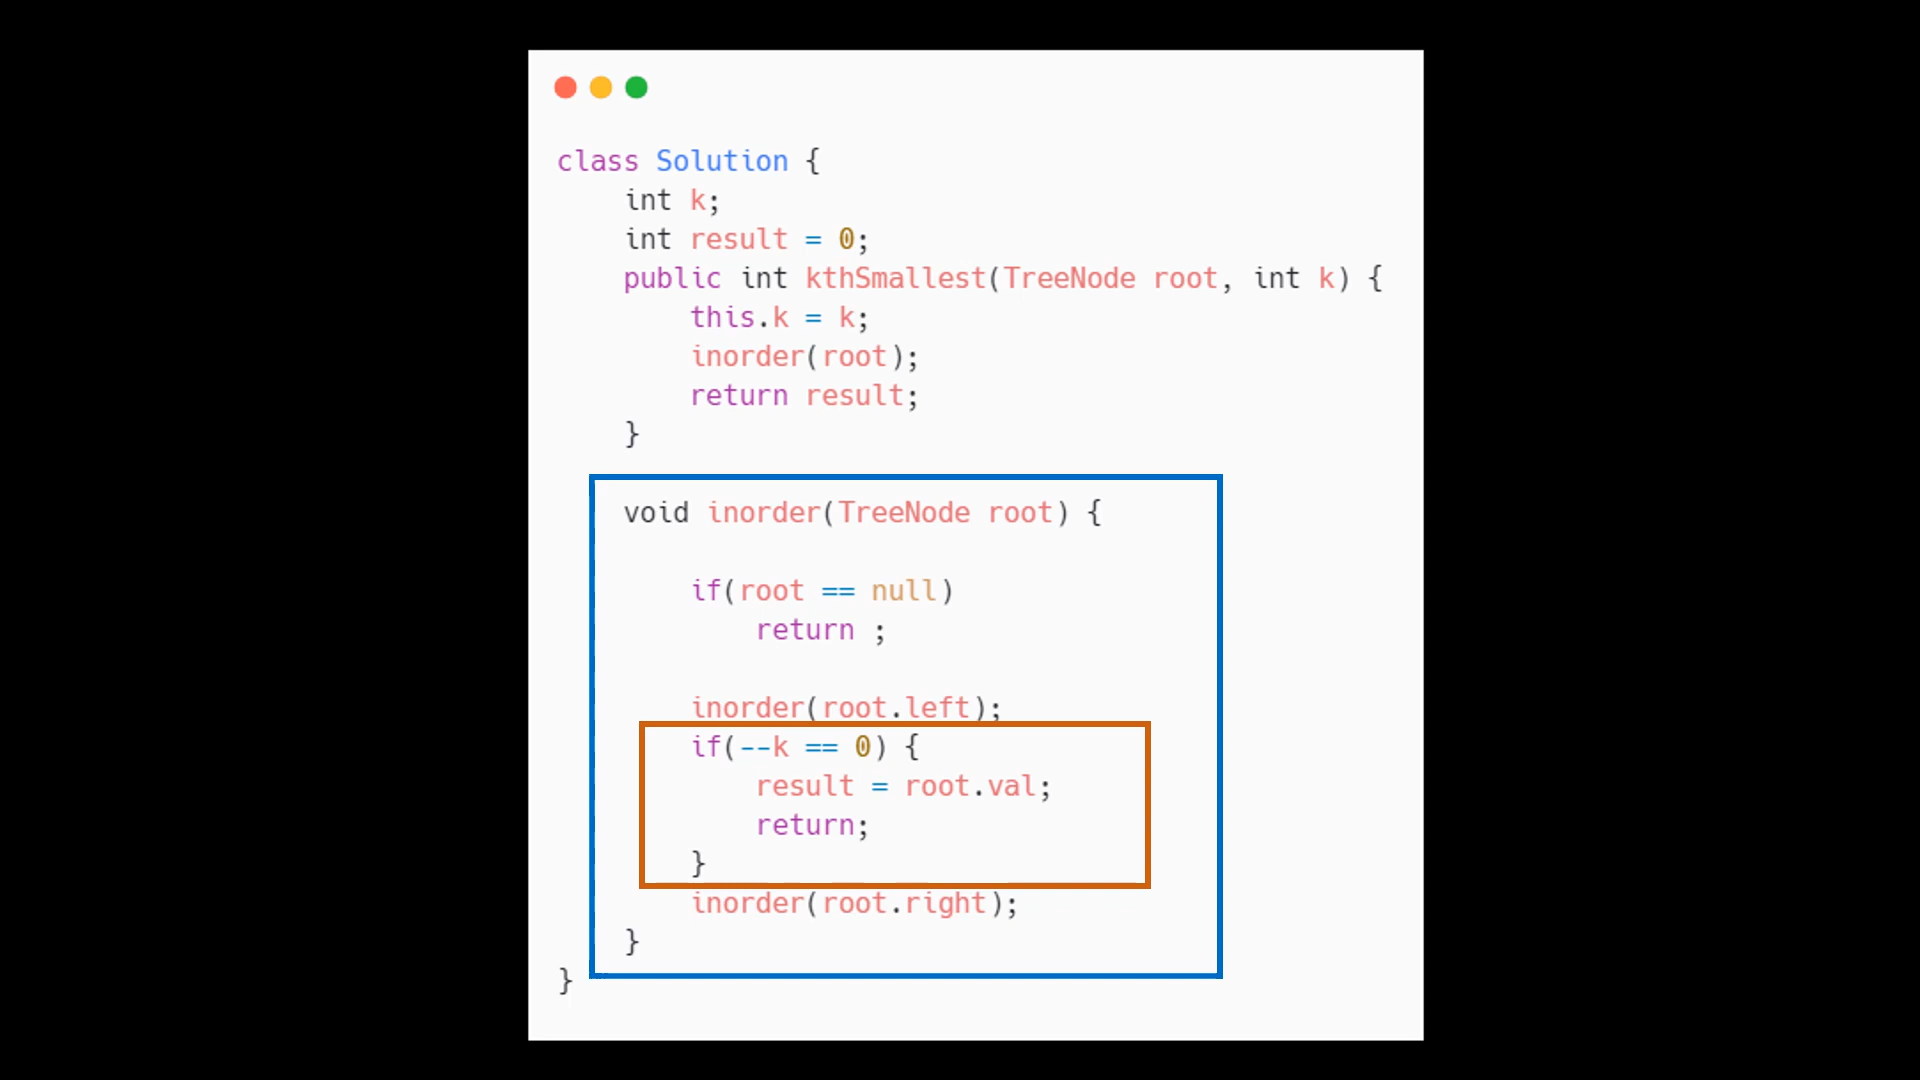 class Solution {
    int k;
    int result = 0;
    public int kthSmallest(TreeNode root, int k) {
        this.k = k;
        inorder(root);
        return result;
    }
    void inorder(TreeNode root) {
        if(root == null)
            return ;
        inorder(root.left);
        if(--k == 0) {
            result = root.val;
            return;
        }
        inorder(root.right);
    }
}